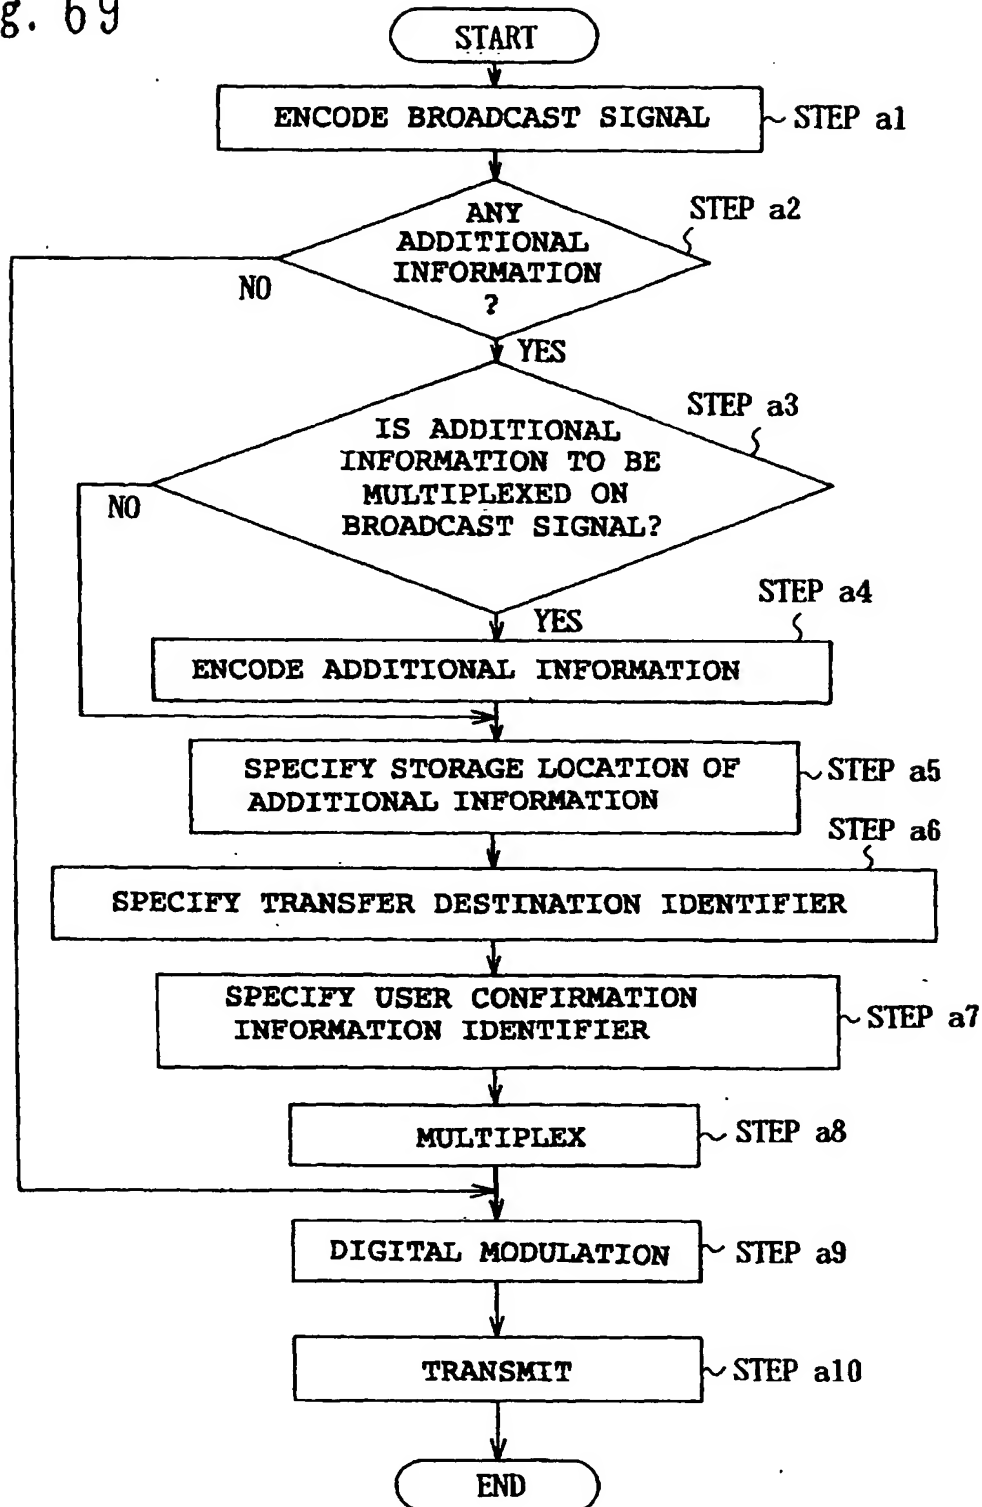 g. 69
START
ENCODE BROADCAST SIGNAL
STEP a1
ANY
ADDITIONAL
INFORMATION
?
STEP a2
NO
YES
IS ADDITIONAL
INFORMATION TO BE
MULTIPLEXED ON
BROADCAST SIGNAL?
STEP a3
NO
YES
STEP a4
ENCODE ADDITIONAL INFORMATION
SPECIFY STORAGE LOCATION OF
ADDITIONAL INFORMATION
STEP a5
STEP a6
SPECIFY TRANSFER DESTINATION IDENTIFIER
SPECIFY USER CONFIRMATION
INFORMATION IDENTIFIER
STEP a7
MULTIPLEX
STEP a8
DIGITAL MODULATION
STEP a9
TRANSMIT
STEP a10
END